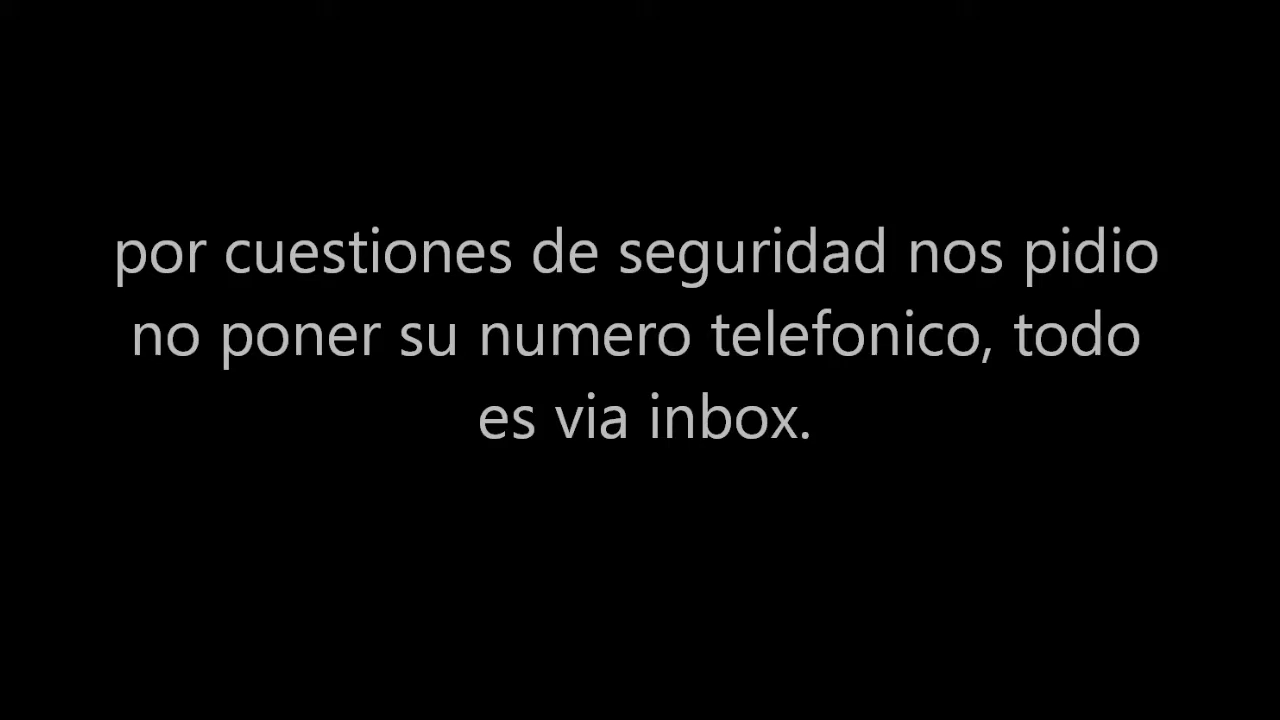 por cuestiones de seguridad nos pidio
no poner su numero telefonico, todo
es via inbox.